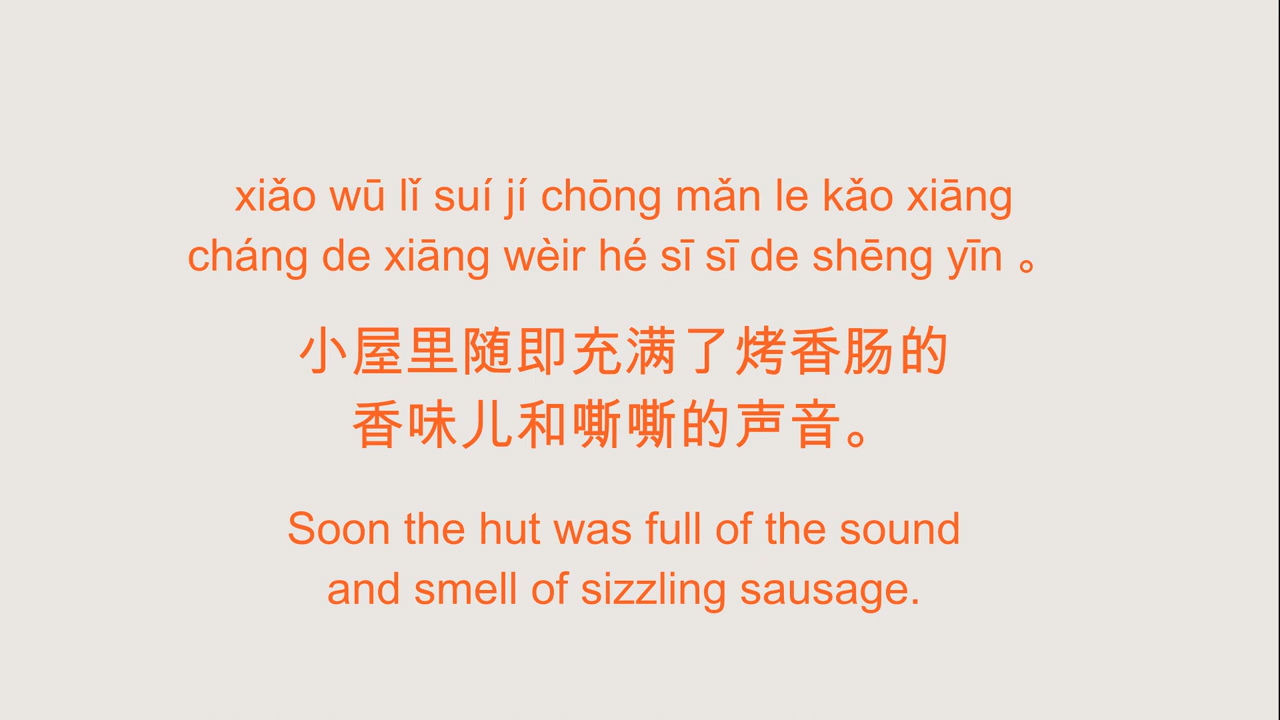 xiǎo wū lǐ suí jí chōng mǎn le kǎo xiāng
cháng de xiāng wèir hé sī sī de shēng yīn 。
小屋里随即充满了烤香肠的
香味儿和嘶嘶的声音。
Soon the hut was full of the sound
and smell of sizzling sausage.